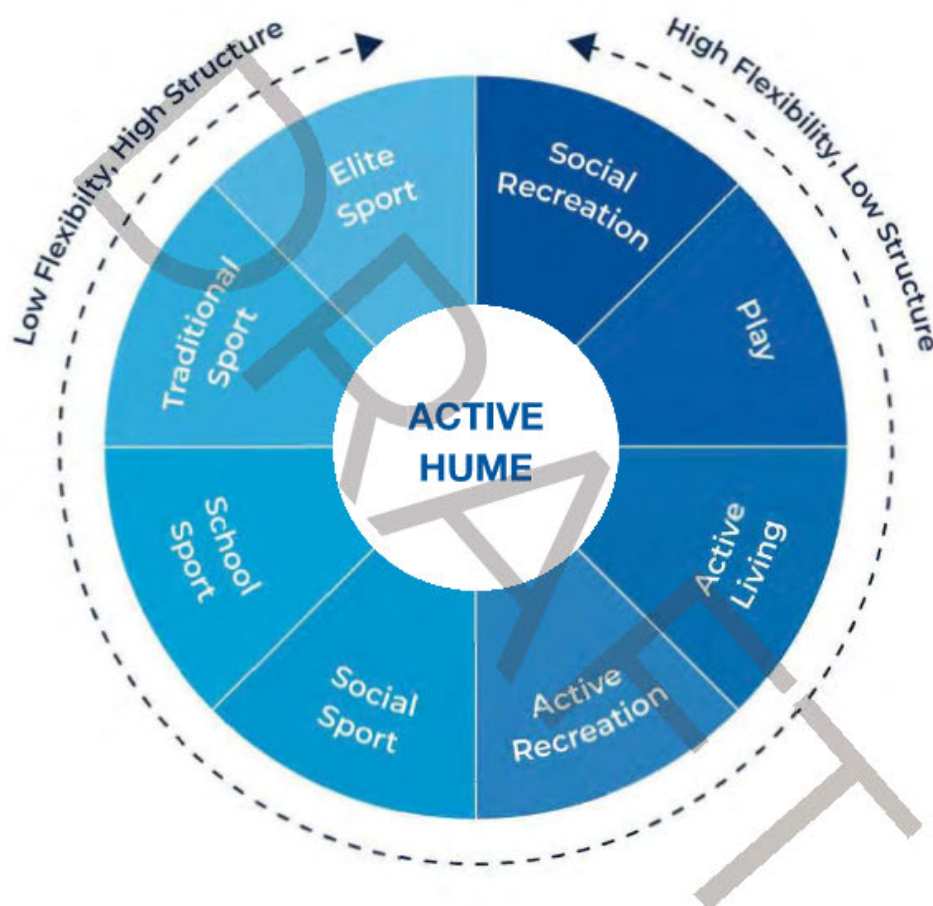 Low Flexibilty, High Structure
High Flexibility, Low Structure
Elite
Sport
Social
Recreation
Traditional
Sport
Play
ACTIVE
HUME
School
Sport
Active
Living
Social
Sport
Active
Recreation
DRAFT